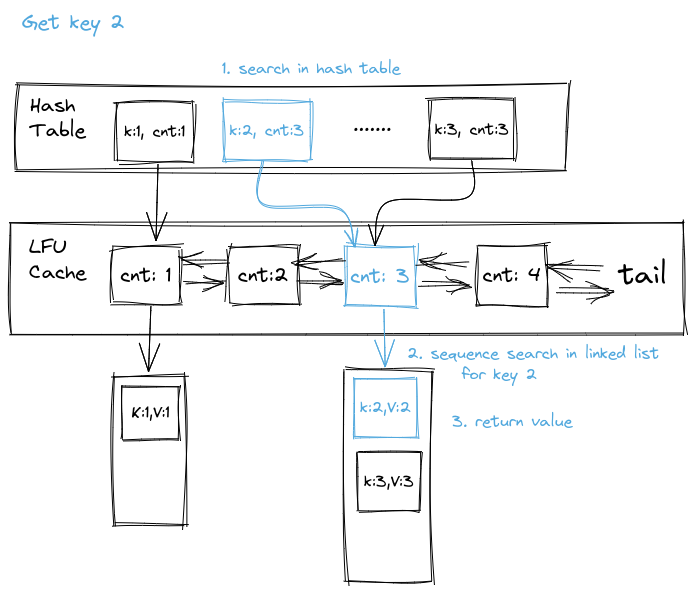 Get key 2
1. search in hash table
Hash
Table
k:1, cnt:1
k:2, cnt:3
.......
k:3, cnt:3
LFU
Cache
cnt: 1
cnt:2
cnt: 3
cnt: 4
tail
2. sequence search in linked list
for key 2
K:1,V:1
k:2,V:2
3. return value
k:3,V:3